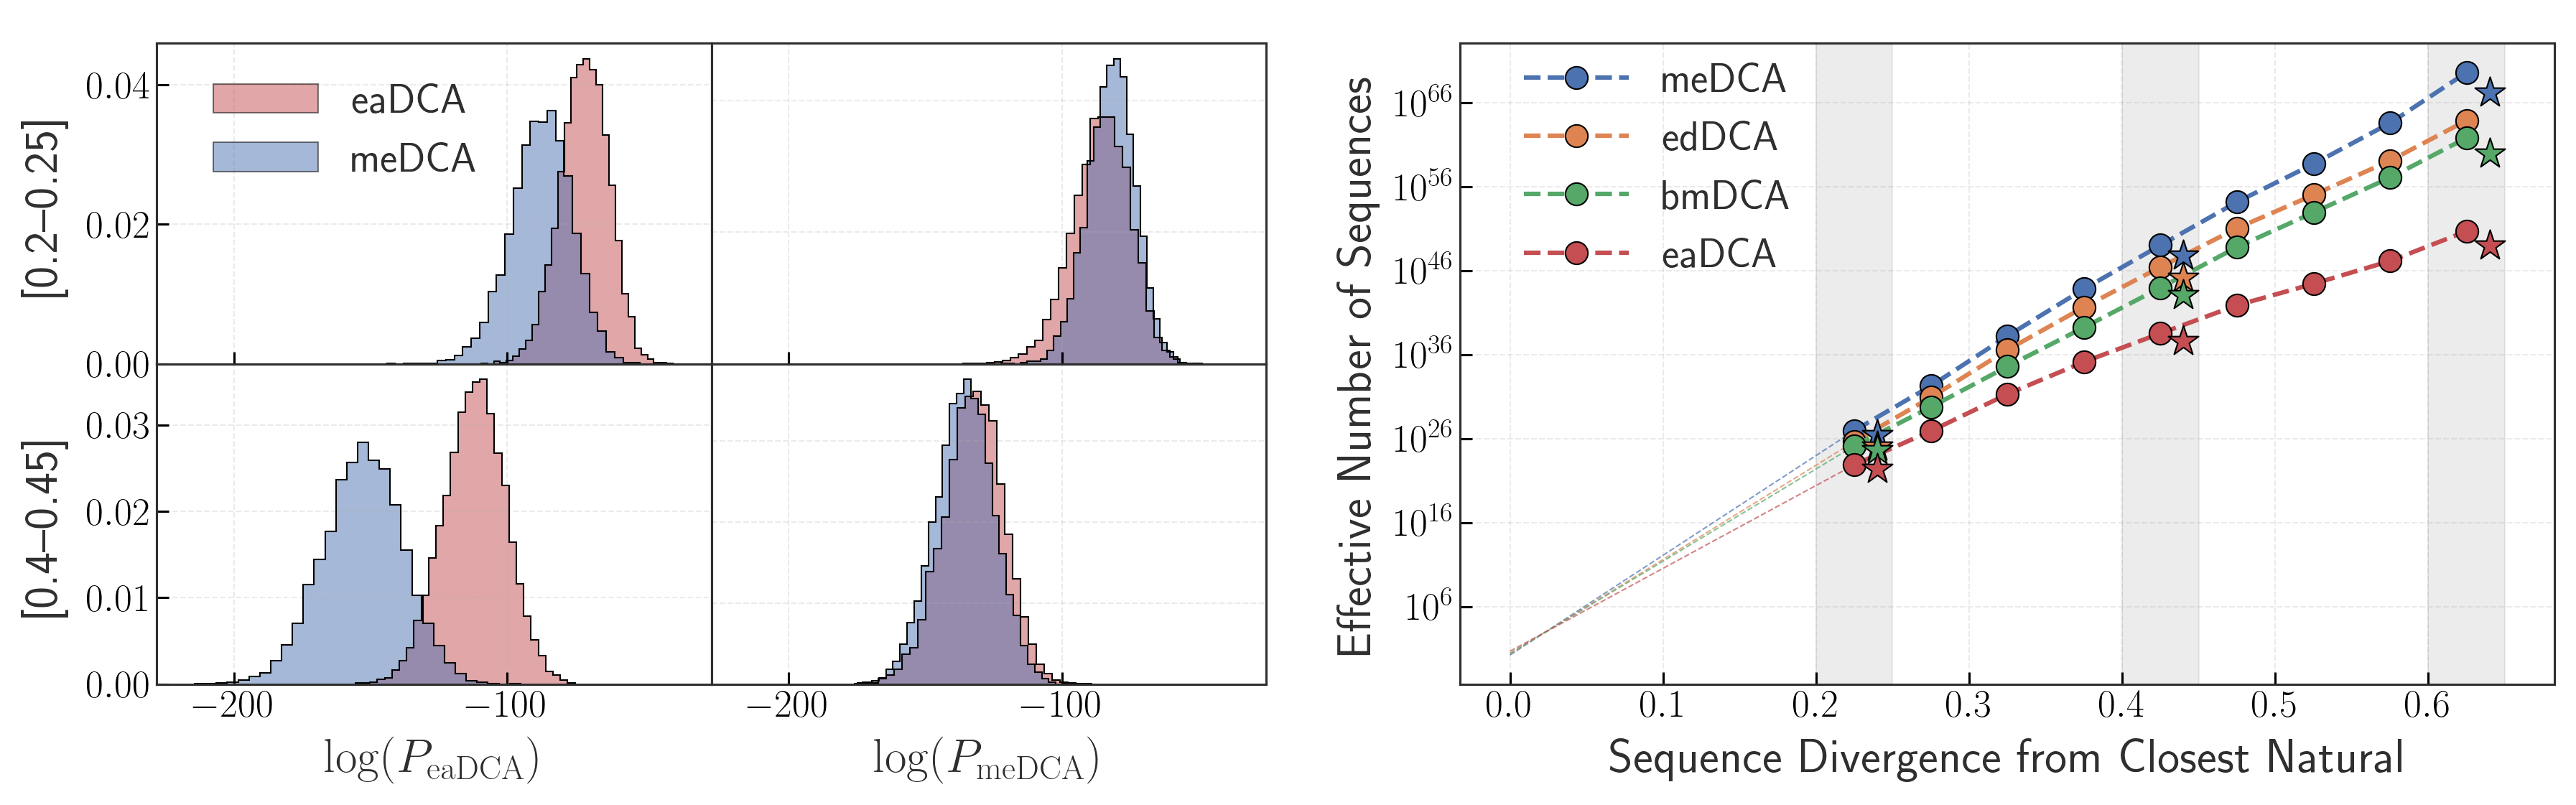 [0.2–0.25]
0.04
0.02
0.00
eaDCA
meDCA
[0.4–0.45]
0.03
0.02
0.01
0.00
−200
−100
−200
−100
log(P_eaDCA)
log(P_meDCA)
Effective Number of Sequences
10^66
10^56
10^46
10^36
10^26
10^16
10^6
meDCA
edDCA
bmDCA
eaDCA
0.0
0.1
0.2
0.3
0.4
0.5
0.6
Sequence Divergence from Closest Natural